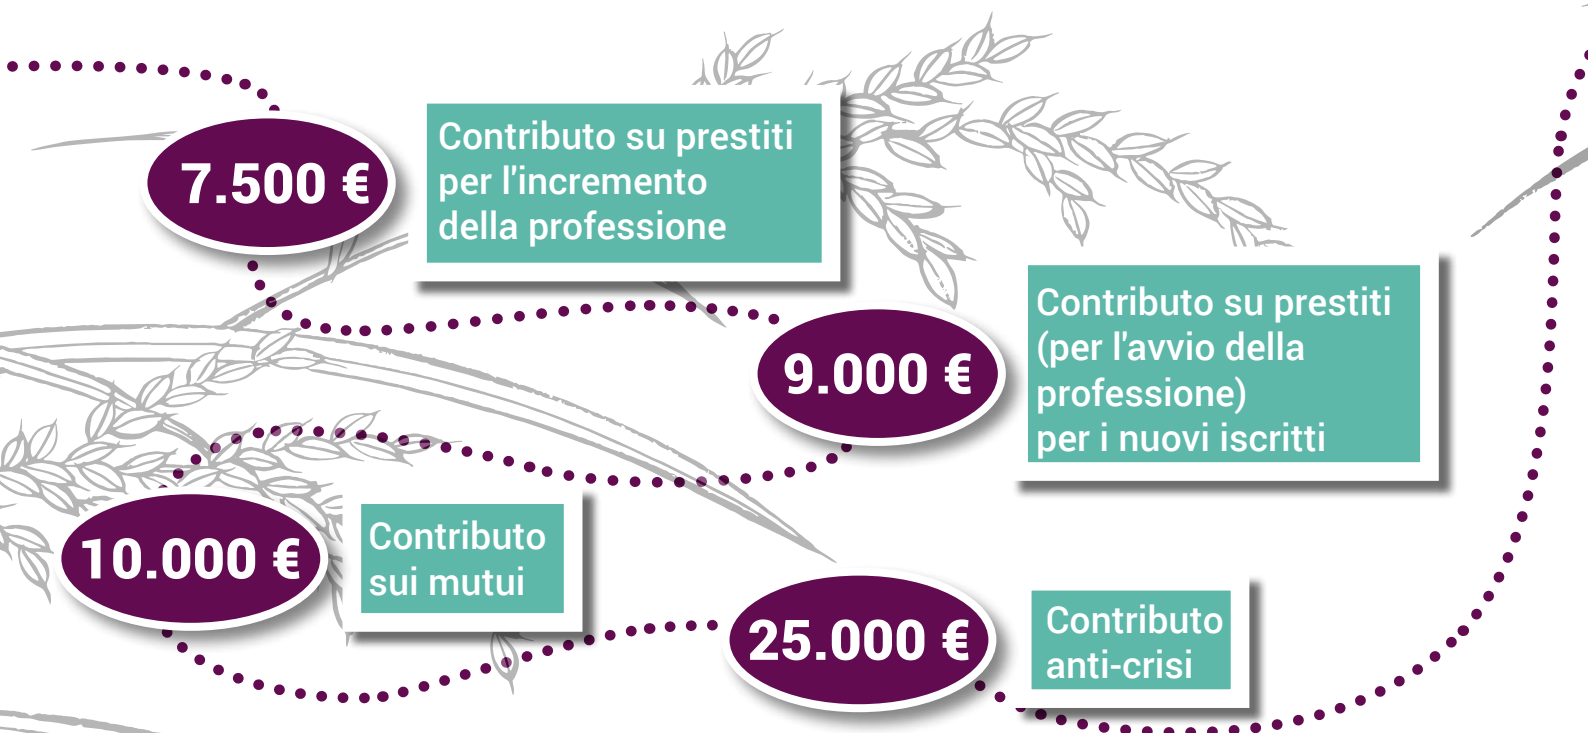 7.500 €
Contributo su prestiti
per l'incremento
della professione
9.000 €
Contributo su prestiti
(per l'avvio della
professione)
per i nuovi iscritti
10.000 €
Contributo
sui mutui
25.000 €
Contributo
anti-crisi